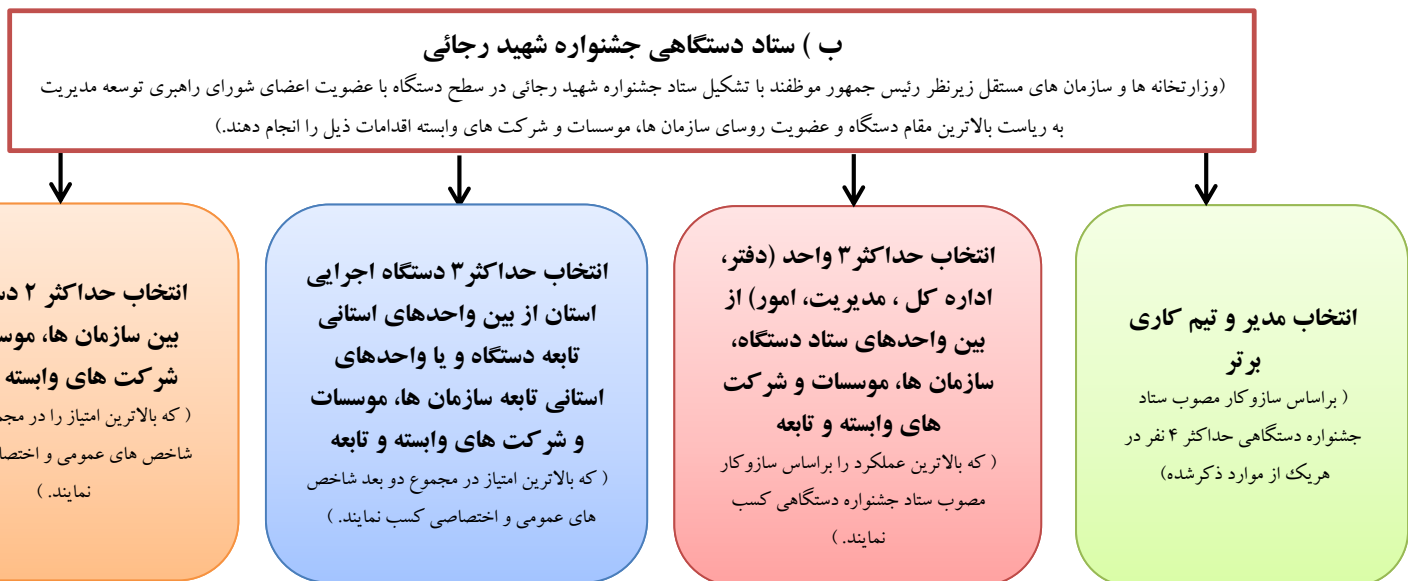 ب ) ستاد دستگاهی جشنواره شهید رجائی
(وزارتخانه ها و سازمان های مستقل زیرنظر رئیس جمهور موظفند با تشکیل ستاد جشنواره شهید رجائی در سطح دستگاه با عضویت اعضای شورای راهبری توسعه مدیریت
به ریاست بالاترین مقام دستگاه و عضویت روسای سازمان ها، موسسات و شرکت های وابسته اقدامات ذیل را انجام دهند.)
انتخاب مدیر و تیم کاری
برتر
( براساس سازوکار مصوب ستاد
جشنواره دستگاهی حداکثر ۴ نفر در
هریک از موارد ذکرشده)
انتخاب حداکثر۳ واحد (دفتر،
اداره کل ، مدیریت، امور) از
بین واحدهای ستاد دستگاه،
سازمان ها، موسسات و شرکت
های وابسته و تابعه
( که بالاترین عملکرد را براساس سازوکار
مصوب ستاد جشنواره دستگاهی کسب
نمایند. )
انتخاب حداکثر۳ دستگاه اجرایی
استان از بین واحدهای استانی
تابعه دستگاه و یا واحدهای
استانی تابعه سازمان ها، موسسات
و شرکت های وابسته و تابعه
( که بالاترین امتیاز در مجموع دو بعد شاخص
های عمومی و اختصاصی کسب نمایند. )
انتخاب حداکثر ۲
بین سازمان ها،
شرکت های وابسته
( که بالاترین امتیاز را در
شاخص های عمومی و
نمایند. )